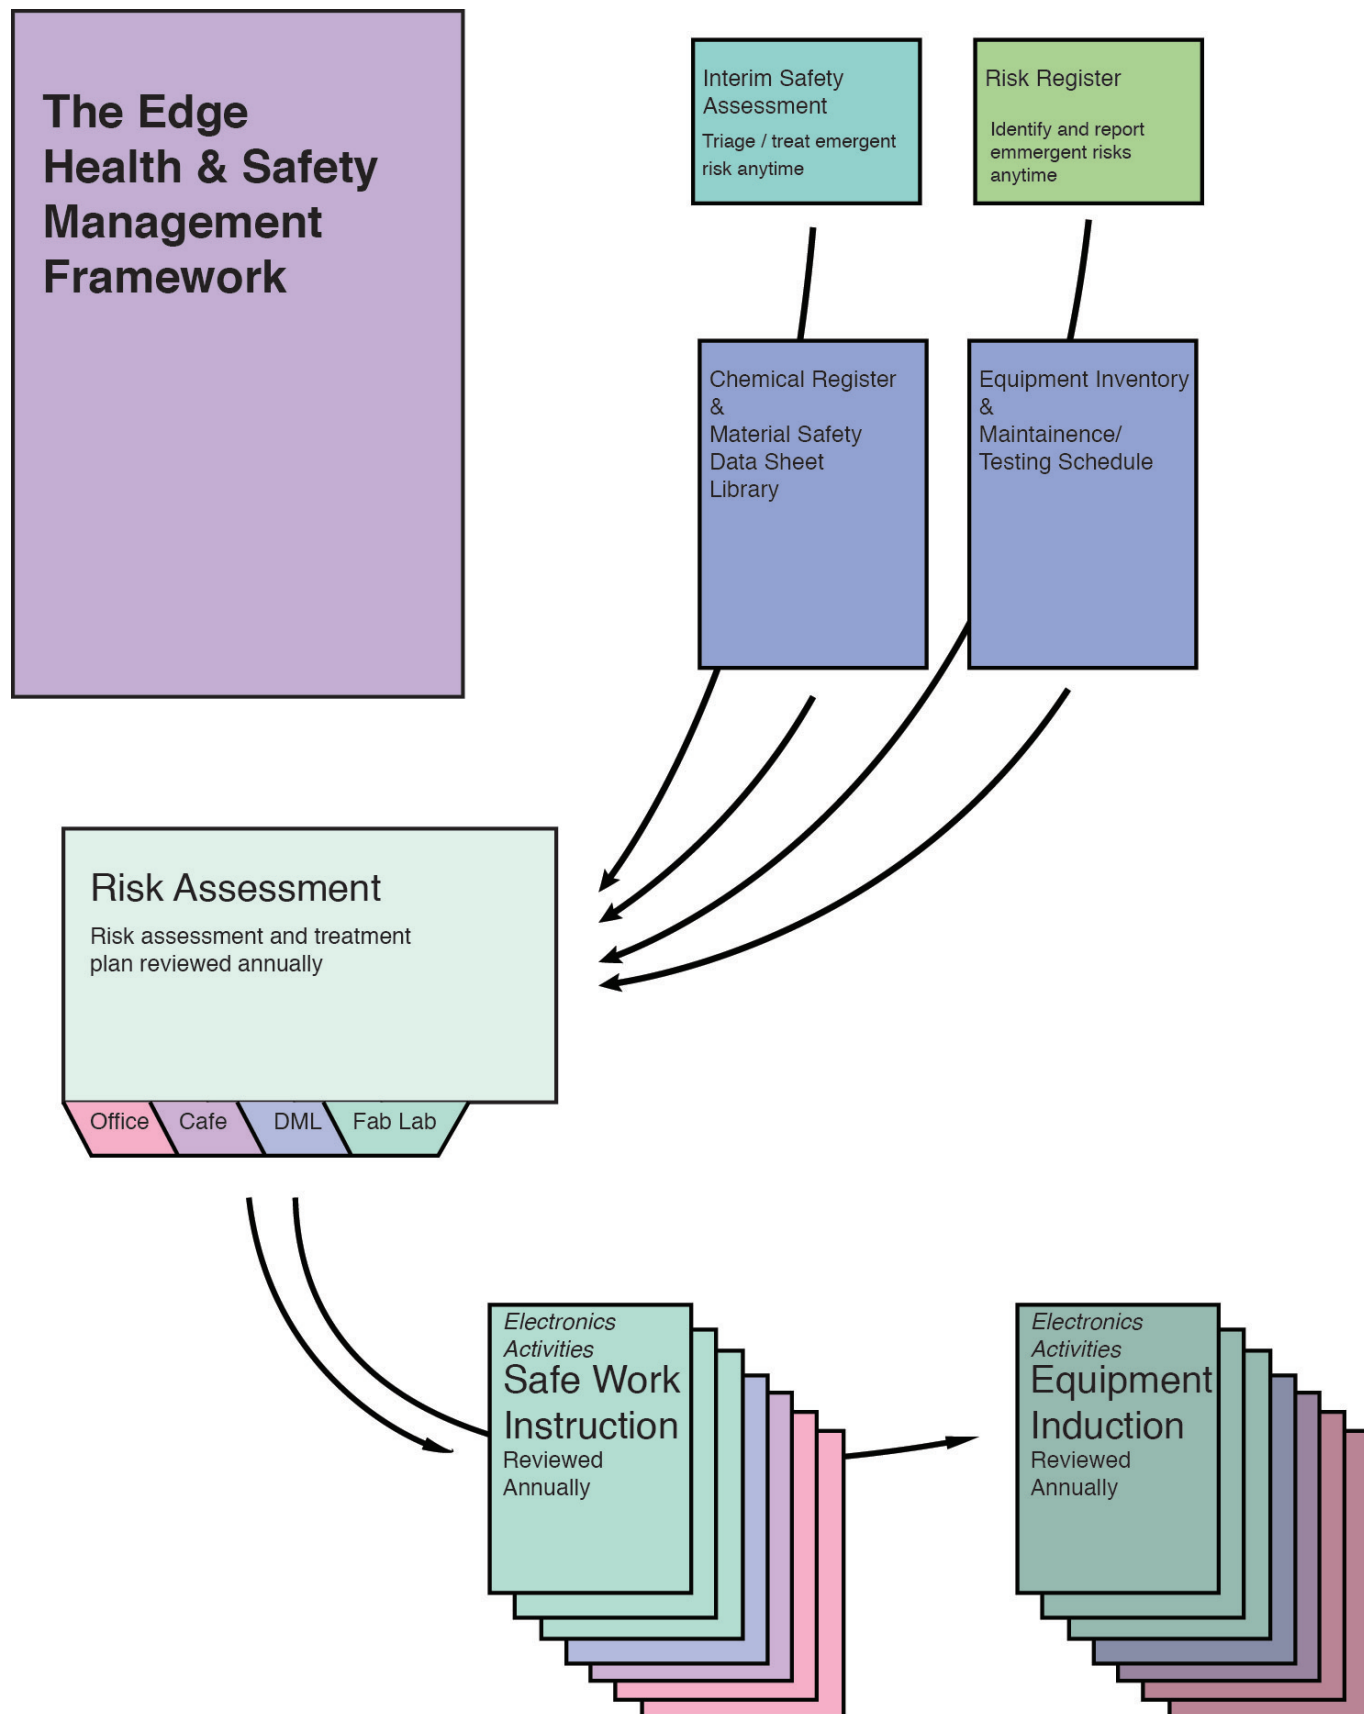 The Edge
Health & Safety
Management
Framework
Interim Safety
Assessment
Triage / treat emergent
risk anytime
Risk Register
Identify and report
emmergent risks
anytime
Chemical Register
&
Material Safety
Data Sheet
Library
Equipment Inventory
&
Maintainence/
Testing Schedule
Risk Assessment
Risk assessment and treatment
plan reviewed annually
Office
Cafe
DML
Fab Lab
Electronics
Activities
Safe Work
Instruction
Reviewed
Annually
Electronics
Activities
Equipment
Induction
Reviewed
Annually